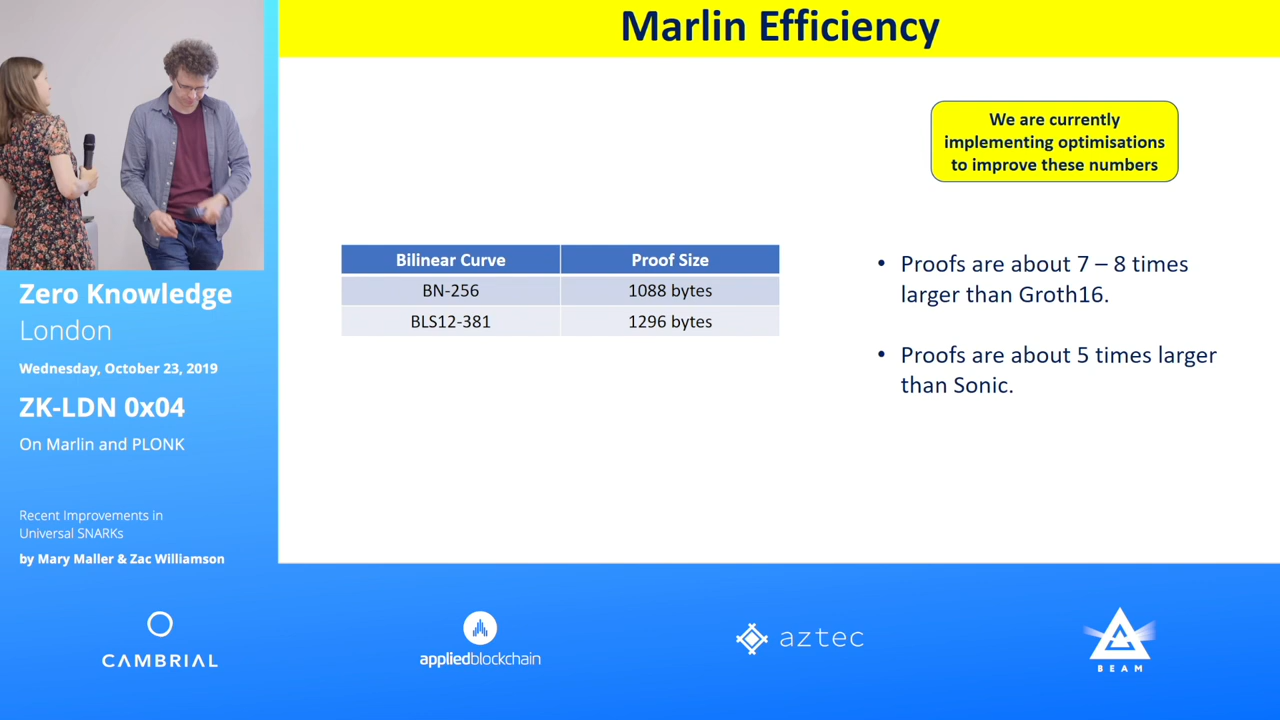 Marlin Efficiency
We are currently
implementing optimisations
to improve these numbers
Bilinear Curve Proof Size
BN-256 1088 bytes
BLS12-381 1296 bytes
• Proofs are about 7 – 8 times
larger than Groth16.
• Proofs are about 5 times larger
than Sonic.
Zero Knowledge
London
Wednesday, October 23, 2019
ZK-LDN 0x04
On Marlin and PLONK
Recent Improvements in
Universal SNARKs
by Mary Maller & Zac Williamson
CAMBRIAL
appliedblockchain
aztec
BEAM